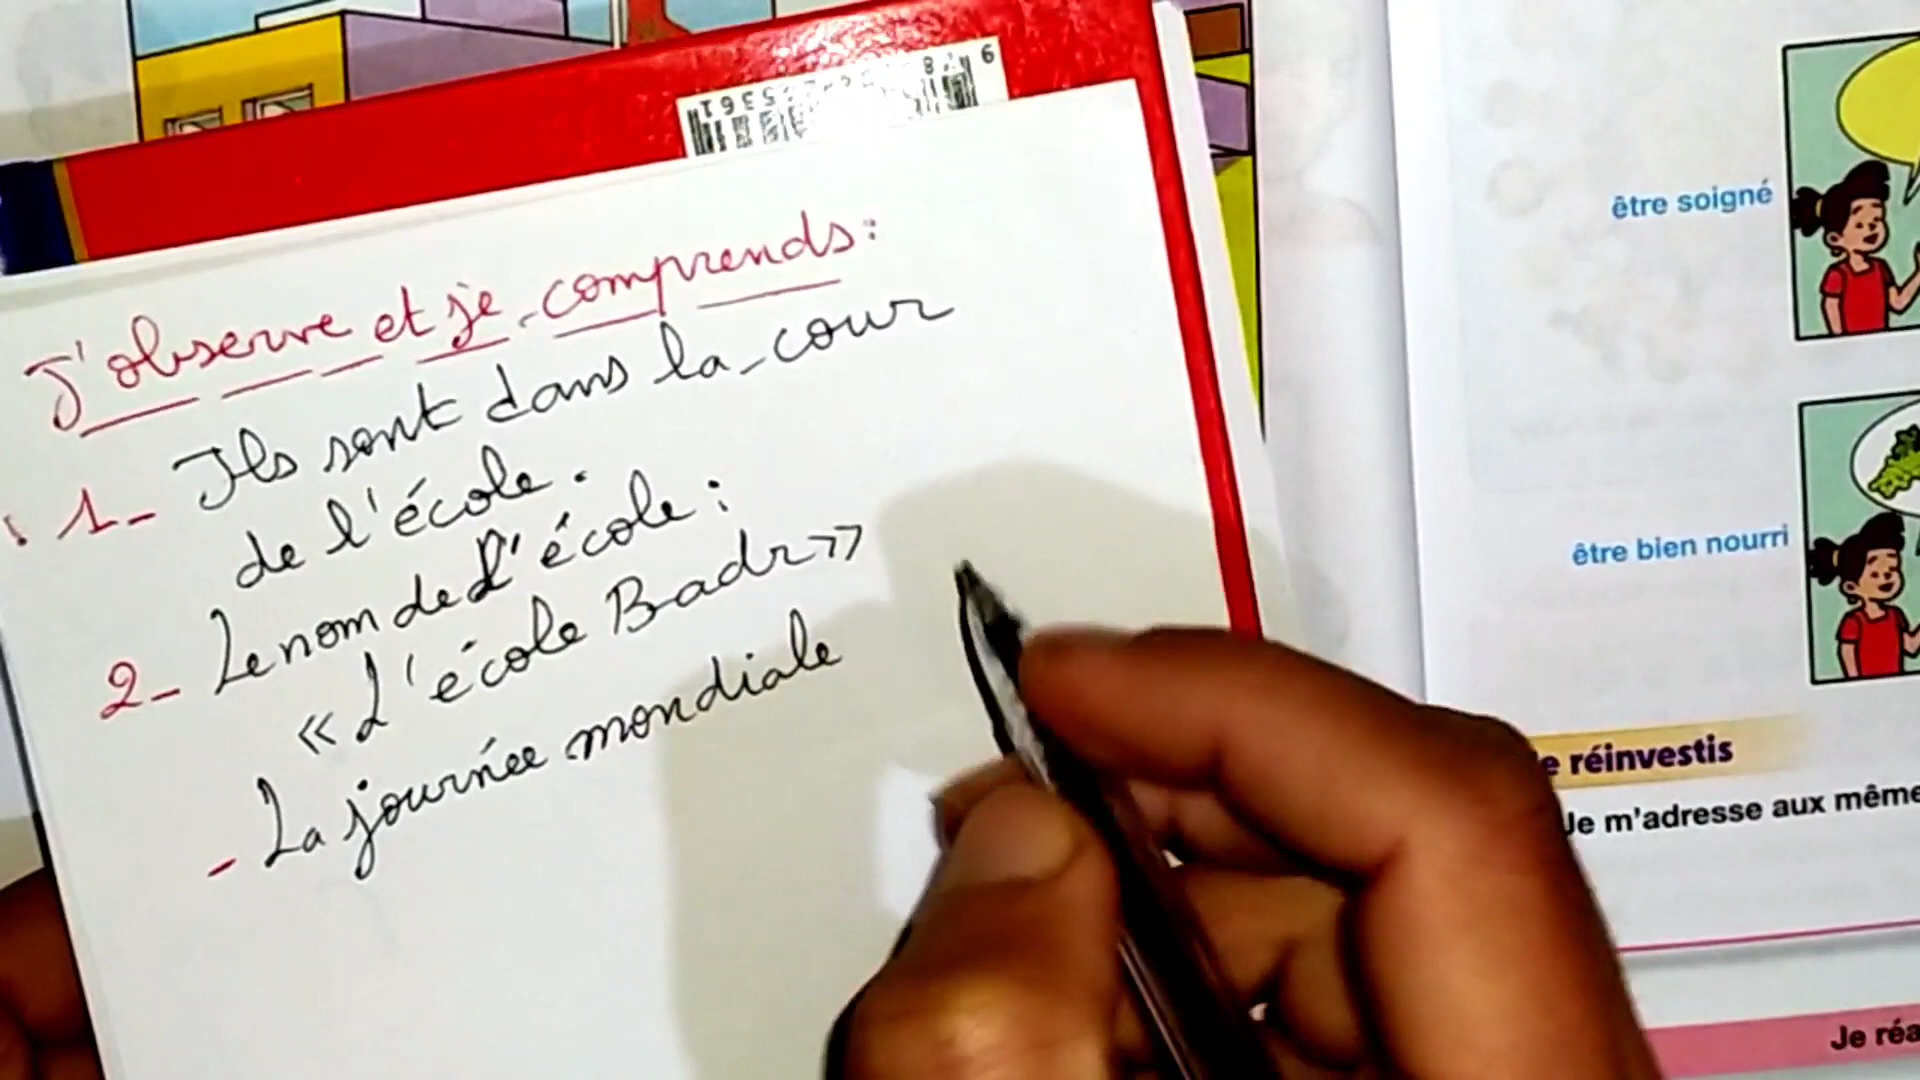 J'observe et je comprends:
1- Ils sont dans la cour
de l'école.
2- Le nom de l'école:
« L'école Badr »
- La journée mondiale
être soigné
être bien nourri
e réinvestis
Je m'adresse aux même
Je réa